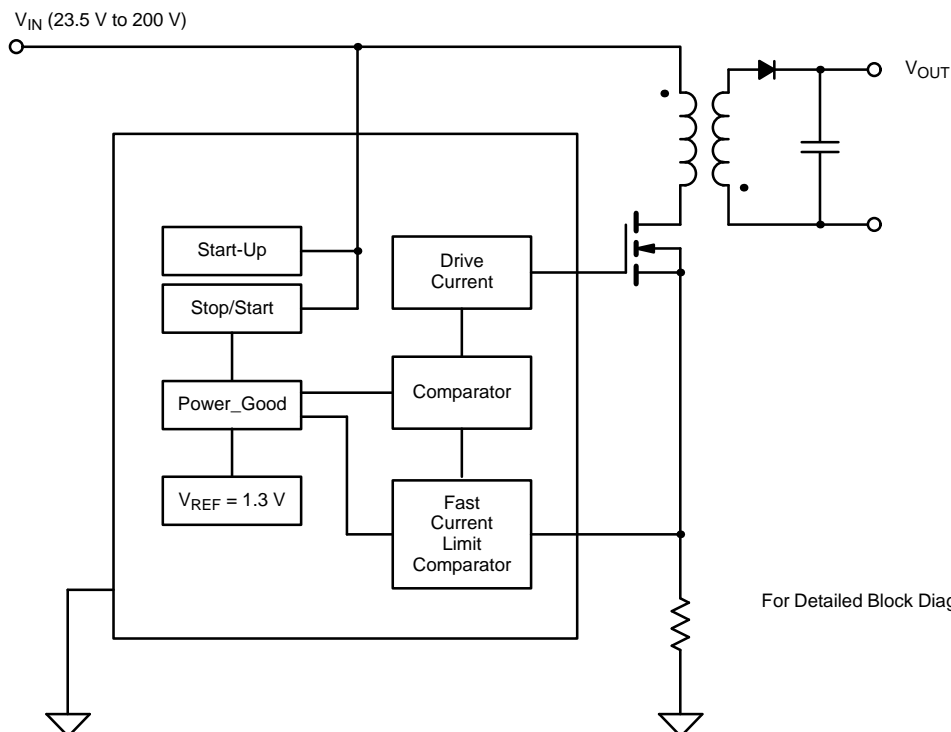 V_IN (23.5 V to 200 V)
V_OUT
Start-Up
Stop/Start
Power_Good
V_REF = 1.3 V
Drive
Current
Comparator
Fast
Current
Limit
Comparator
For Detailed Block Diag